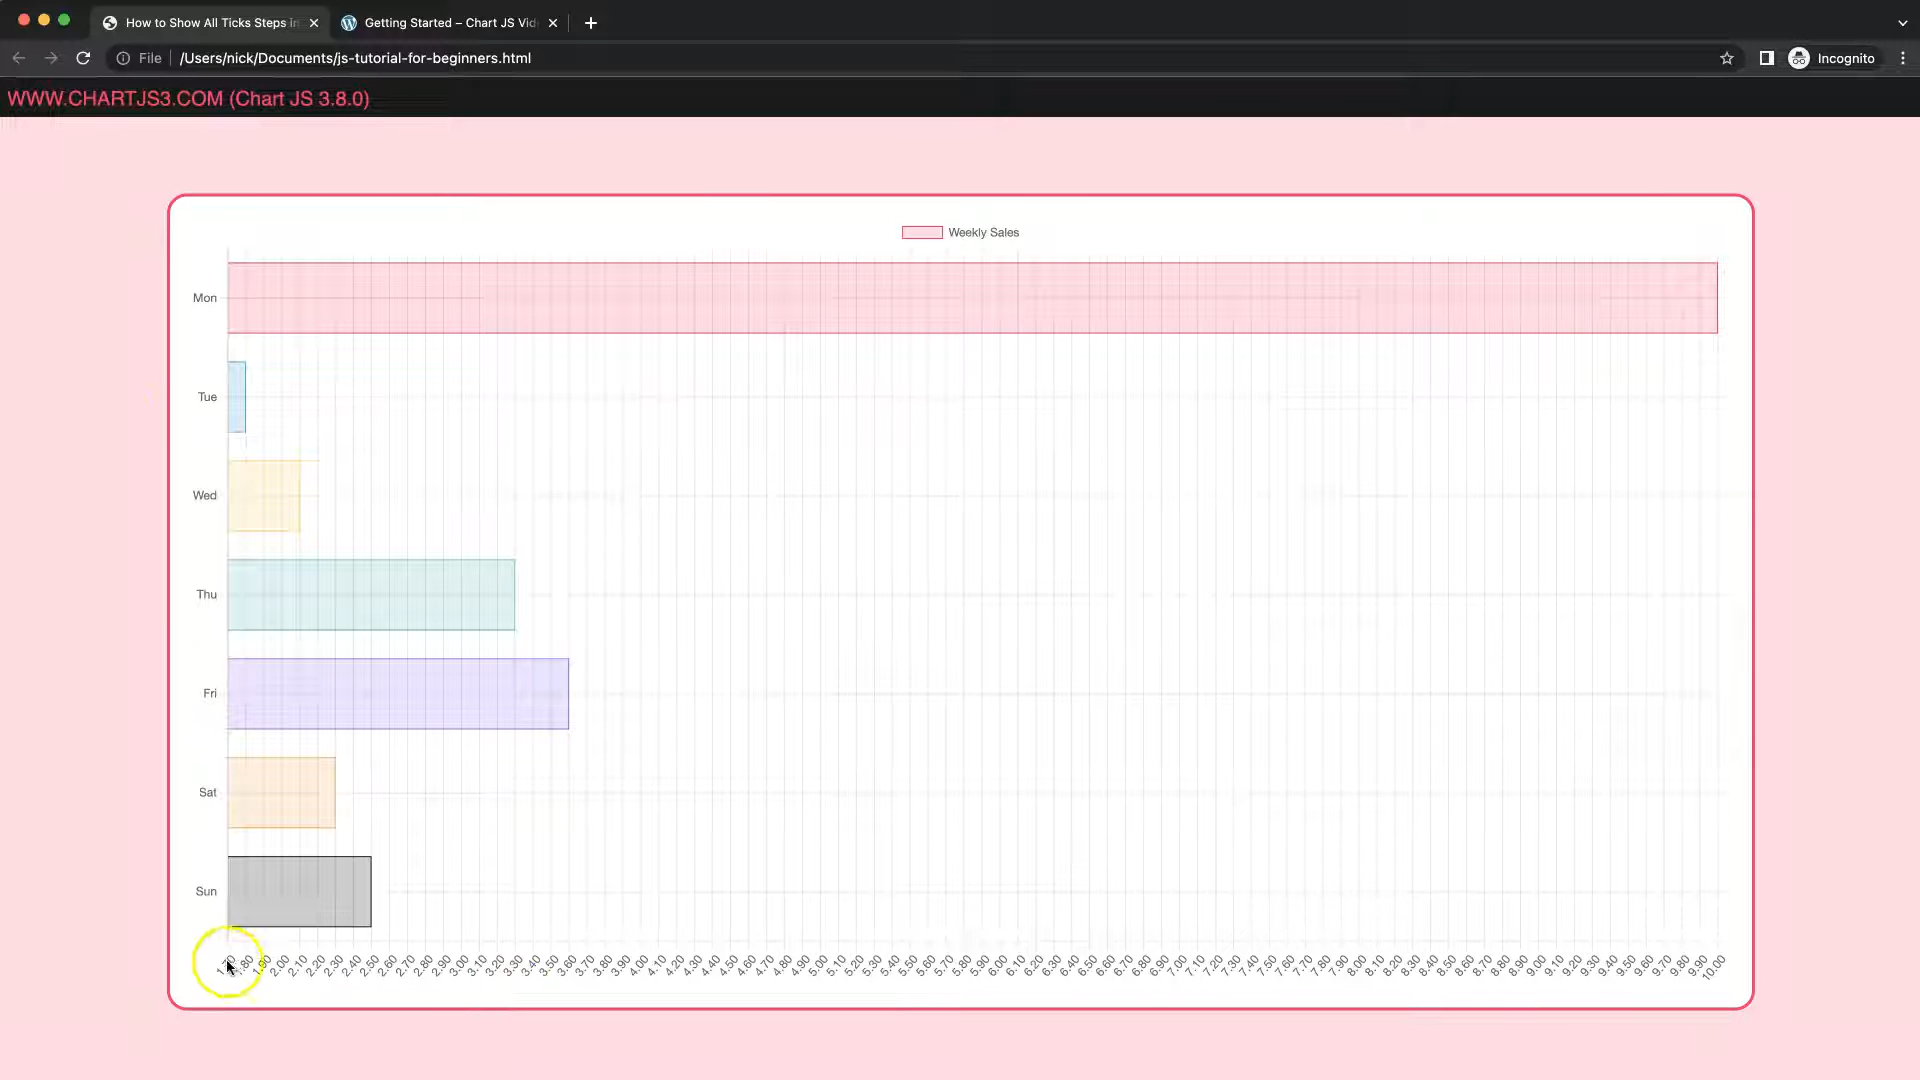 How to Show All Ticks Steps in
Getting Started – Chart JS Vid
File
/Users/nick/Documents/js-tutorial-for-beginners.html
Incognito
WWW.CHARTJS3.COM (Chart JS 3.8.0)
Weekly Sales
Mon
Tue
Wed
Thu
Fri
Sat
Sun
1.80 1.90 2.00 2.10 2.20 2.30 2.40 2.50 2.60 2.70 2.80 2.90 3.00 3.10 3.20 3.30 3.40 3.50 3.60 3.70 3.80 3.90 4.00 4.10 4.20 4.30 4.40 4.50 4.60 4.70 4.80 4.90 5.00 5.10 5.20 5.30 5.40 5.50 5.60 5.70 5.80 5.90 6.00 6.10 6.20 6.30 6.40 6.50 6.60 6.70 6.80 6.90 7.00 7.10 7.20 7.30 7.40 7.50 7.60 7.70 7.80 7.90 8.00 8.10 8.20 8.30 8.40 8.50 8.60 8.70 8.80 8.90 9.00 9.10 9.20 9.30 9.40 9.50 9.60 9.70 9.80 9.90 10.00